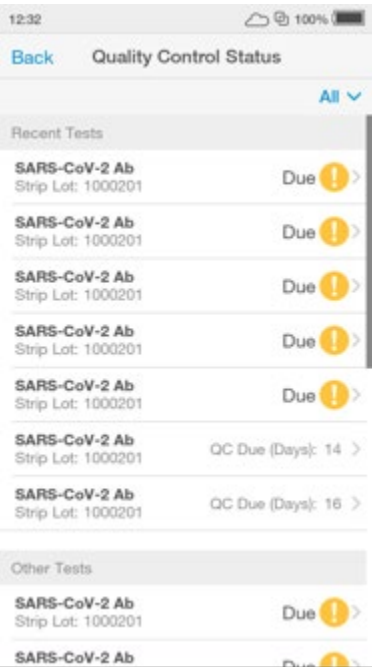 12:32 100%
Back Quality Control Status
All
Recent Tests
SARS-CoV-2 Ab
Strip Lot: 1000201
Due
SARS-CoV-2 Ab
Strip Lot: 1000201
Due
SARS-CoV-2 Ab
Strip Lot: 1000201
Due
SARS-CoV-2 Ab
Strip Lot: 1000201
Due
SARS-CoV-2 Ab
Strip Lot: 1000201
Due
SARS-CoV-2 Ab
Strip Lot: 1000201
QC Due (Days): 14
SARS-CoV-2 Ab
Strip Lot: 1000201
QC Due (Days): 16
Other Tests
SARS-CoV-2 Ab
Strip Lot: 1000201
Due
SARS-CoV-2 Ab
Due